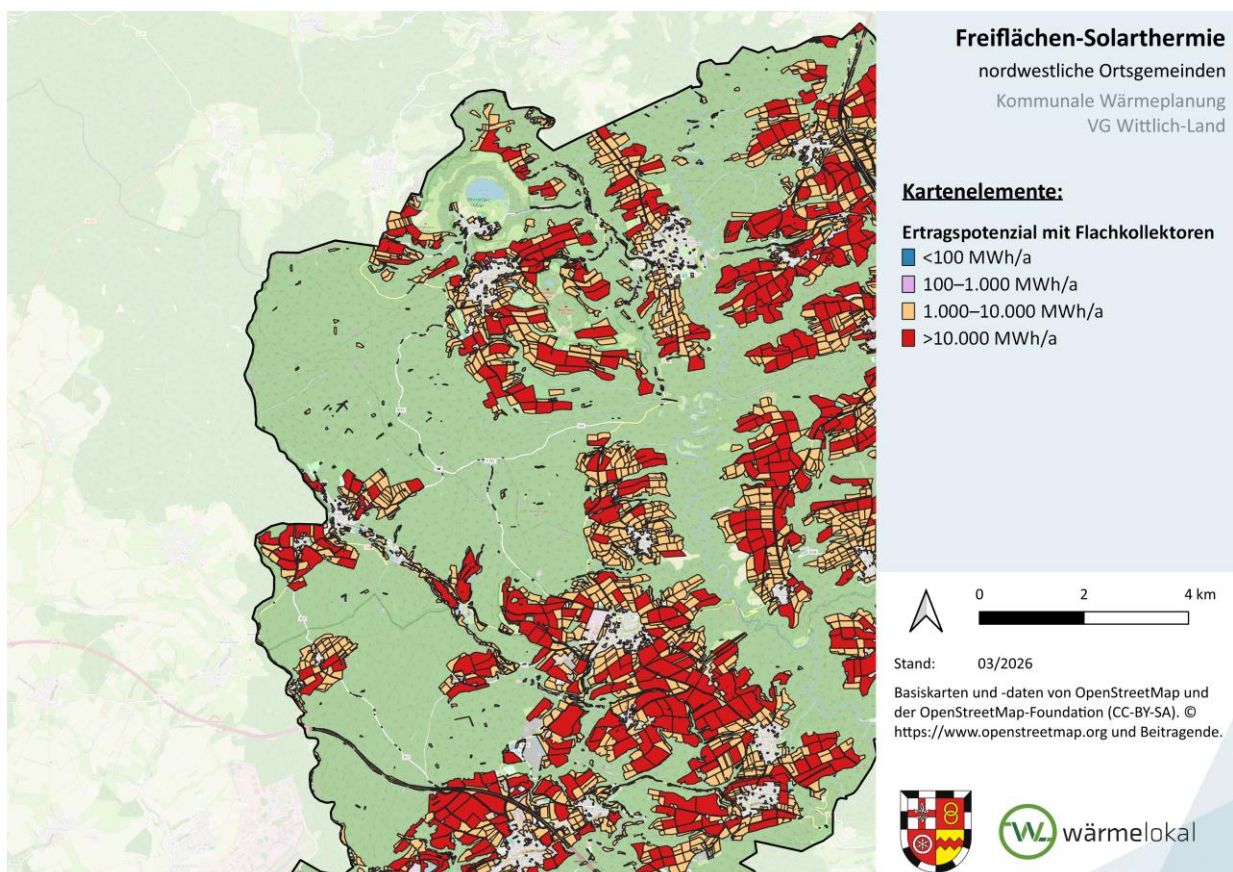 Freiflächen-Solarthermie
nordwestliche Ortsgemeinden
Kommunale Wärmeplanung
VG Wittlich-Land
Kartenelemente:
Ertragspotenzial mit Flachkollektoren
<100 MWh/a
100–1.000 MWh/a
1.000–10.000 MWh/a
>10.000 MWh/a
0 2 4 km
Stand: 03/2026
Basiskarten und -daten von OpenStreetMap und
der OpenStreetMap-Foundation (CC-BY-SA). ©
https://www.openstreetmap.org und Beitragende.
wärmelokal